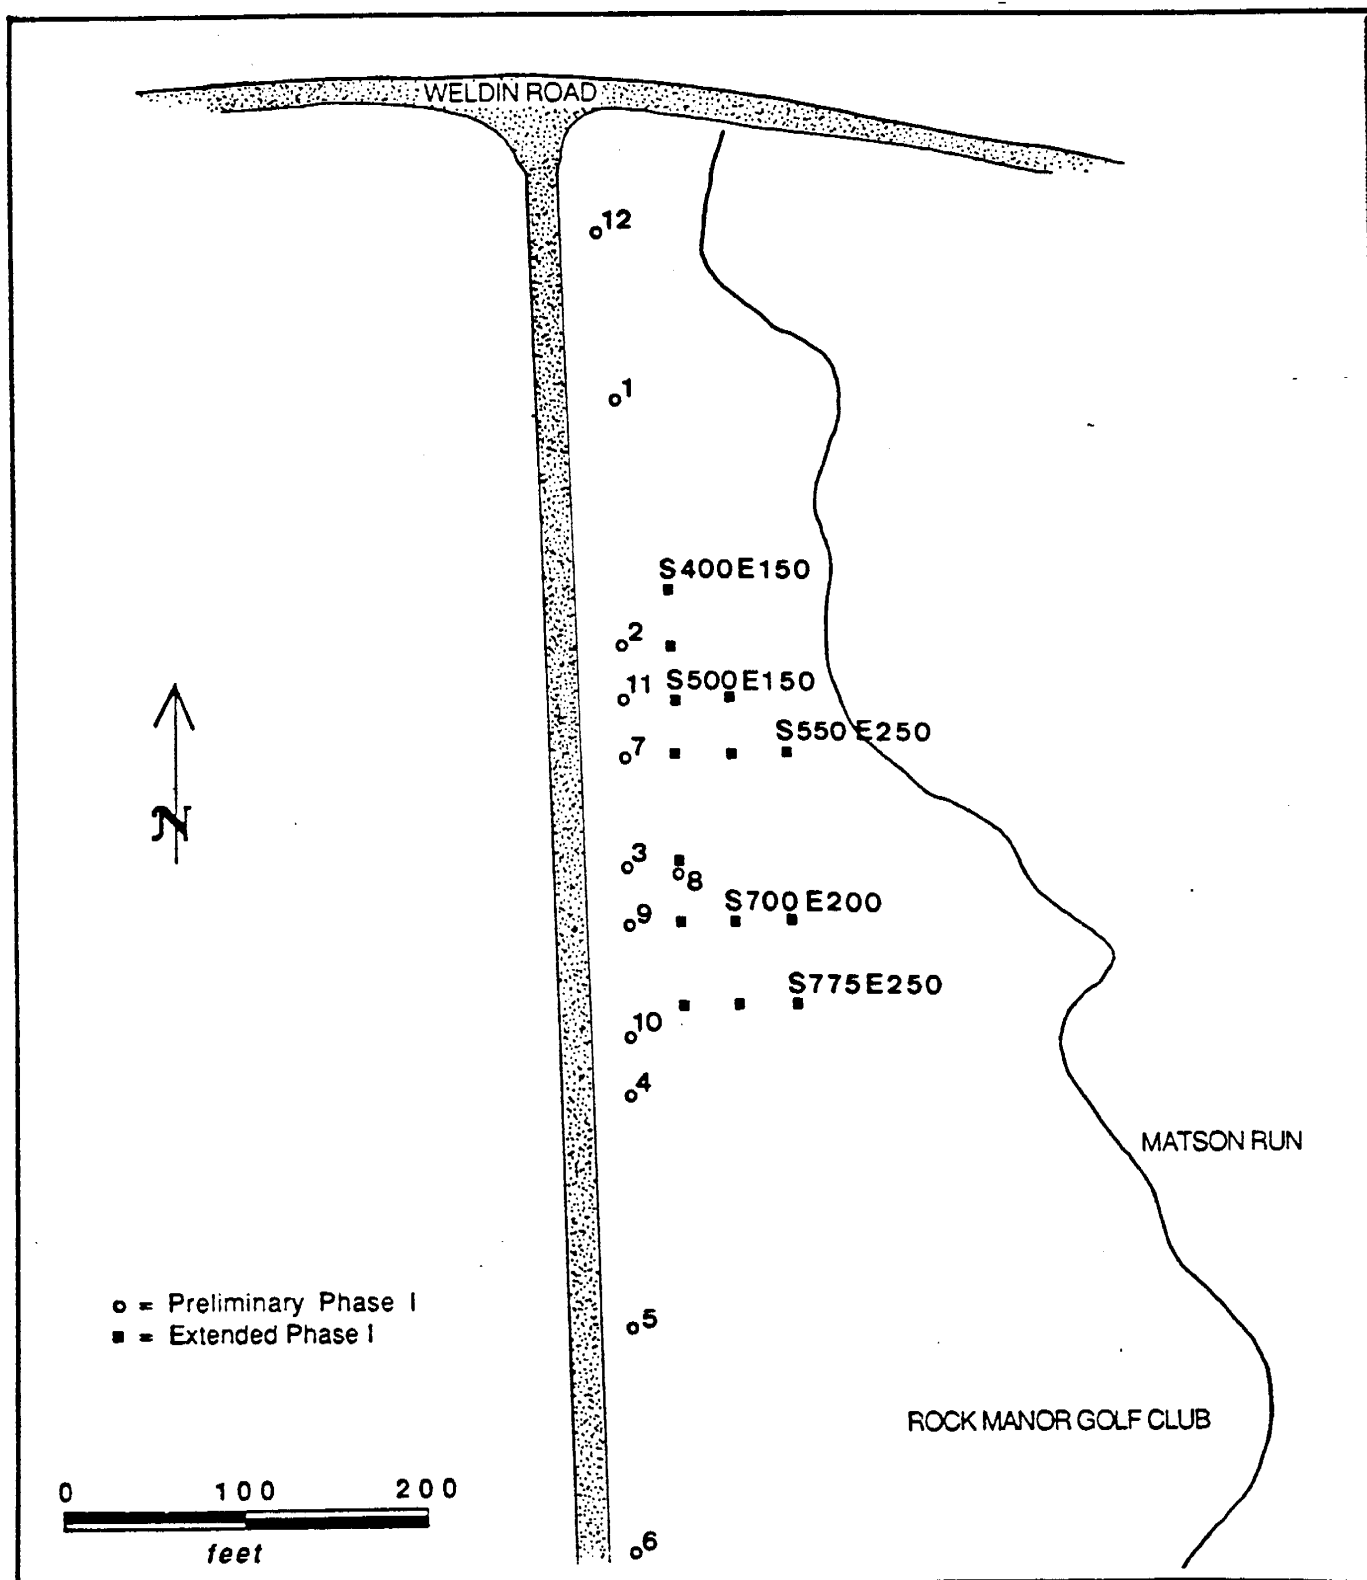 WELDIN ROAD
12
1
S400E150
2
11 S500E150
7 S550E250
3
8
9 S700E200
S775E250
10
4
N
MATSON RUN
o = Preliminary Phase I
■ = Extended Phase I
5
ROCK MANOR GOLF CLUB
0 100 200
feet
6